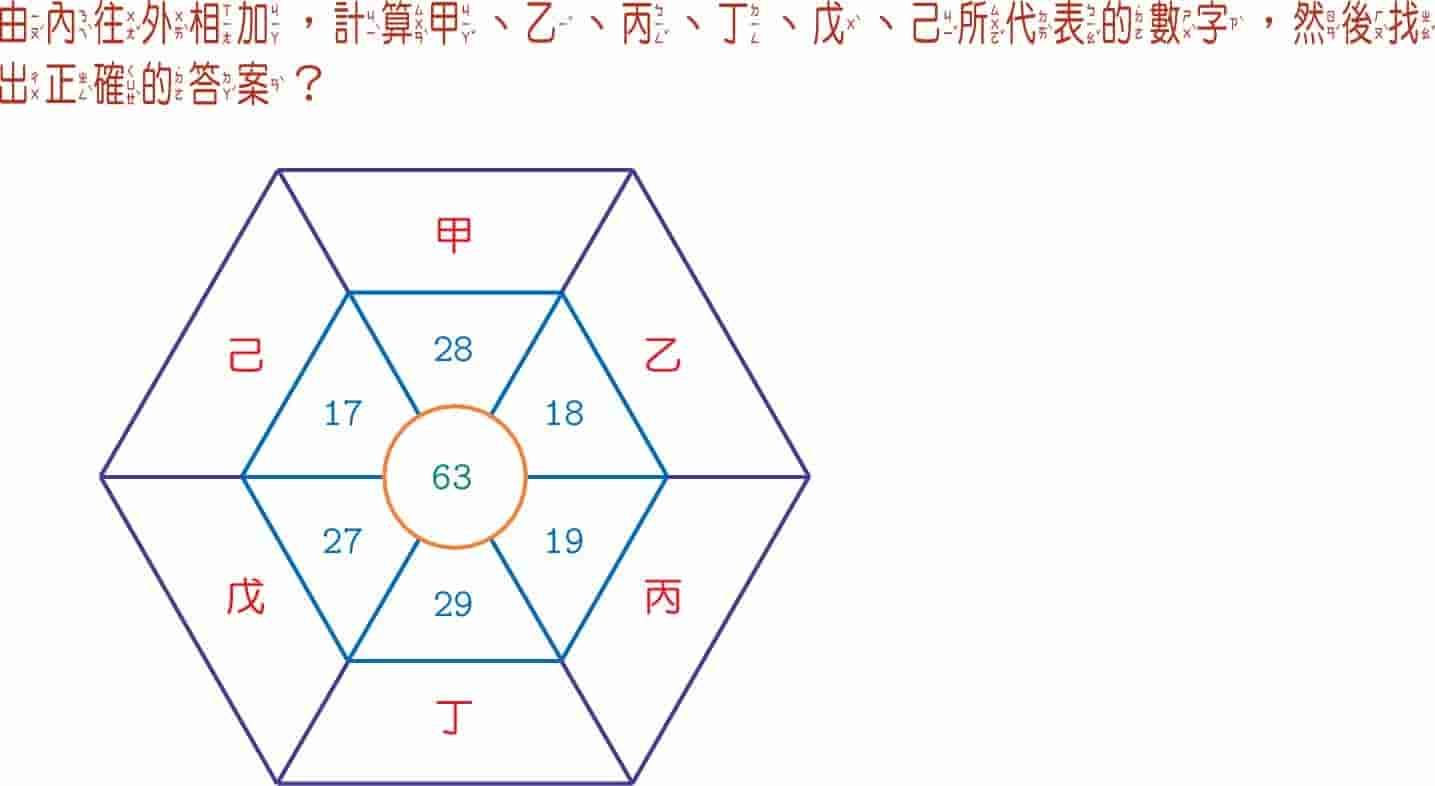 由內往外相加，計算甲、乙、丙、丁、戊、己所代表的數字，然後找
出正確的答案？
甲
己
28
乙
17
18
63
27
19
戊
29
丙
丁